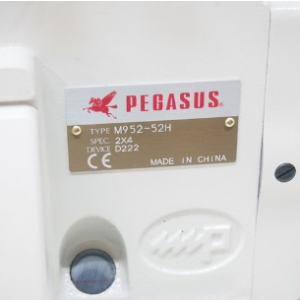 PEGASUS.
TYPE M952-52H
SPEC. 2X4
DEVICE D222
CE MADE IN CHINA